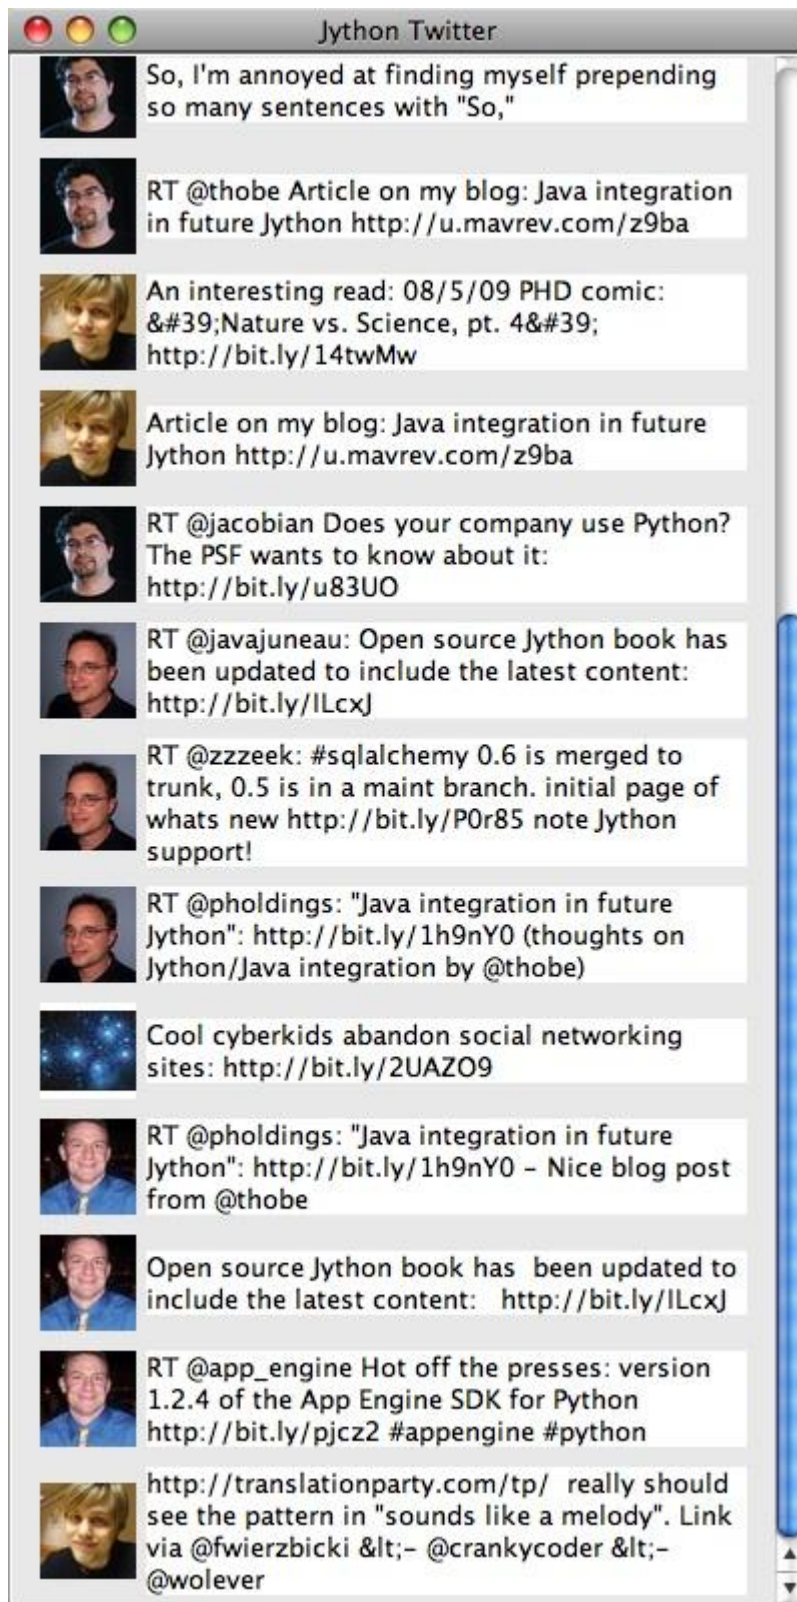 Jython Twitter
So, I'm annoyed at finding myself prepending
so many sentences with "So,"
RT @thobe Article on my blog: Java integration
in future Jython http://u.mavrev.com/z9ba
An interesting read: 08/5/09 PHD comic:
&#39;Nature vs. Science, pt. 4&#39;
http://bit.ly/14twMw
Article on my blog: Java integration in future
Jython http://u.mavrev.com/z9ba
RT @jacobian Does your company use Python?
The PSF wants to know about it:
http://bit.ly/u83UO
RT @javajuneau: Open source Jython book has
been updated to include the latest content:
http://bit.ly/lLcxJ
RT @zzzeek: #sqlalchemy 0.6 is merged to
trunk, 0.5 is in a maint branch. initial page of
whats new http://bit.ly/P0r85 note Jython
support!
RT @pholdings: "Java integration in future
Jython": http://bit.ly/1h9nY0 (thoughts on
Jython/Java integration by @thobe)
Cool cyberkids abandon social networking
sites: http://bit.ly/2UAZO9
RT @pholdings: "Java integration in future
Jython": http://bit.ly/1h9nY0 – Nice blog post
from @thobe
Open source Jython book has  been updated to
include the latest content:   http://bit.ly/lLcxJ
RT @app_engine Hot off the presses: version
1.2.4 of the App Engine SDK for Python
http://bit.ly/pjcz2 #appengine #python
http://translationparty.com/tp/  really should
see the pattern in "sounds like a melody". Link
via @fwierzbicki &lt;- @crankycoder &lt;-
@wolever